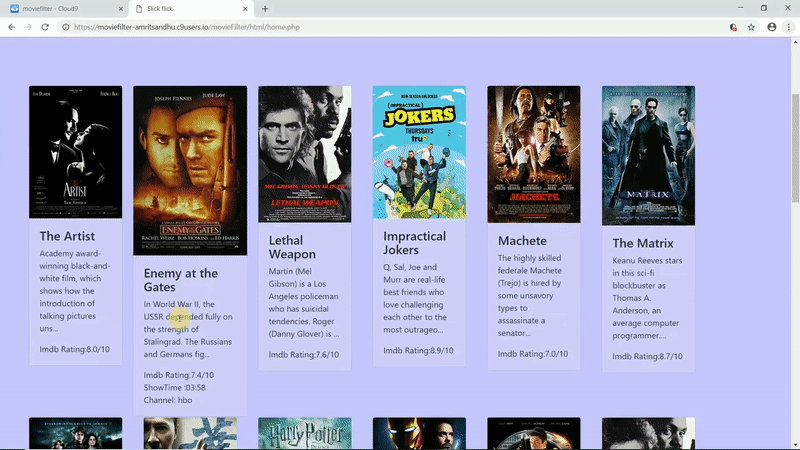 moviefilter - Cloud9
Slick flick
https://moviefilter-amritsandhu.c9users.io/movieFilter/html/home.php
ARTIST
The Artist
Academy award-
winning black-and-
white film, which
shows how the
introduction of
talking pictures
uns...
Imdb Rating:8.0/10
JOSEPH FIENNES JUDE LAW
ENEMY AT THE GATES
RACHEL WEISZ BOB HOSKINS ED HARRIS
Enemy at the
Gates
In World War II, the
USSR depended fully on
the strength of
Stalingrad. The Russians
and Germans fig...
Imdb Rating:7.4/10
ShowTime :03:58
Channel: hbo
MEL GIBSON DANNY GLOVER
LETHAL WEAPON
Lethal
Weapon
Martin (Mel
Gibson) is a Los
Angeles policeman
who has suicidal
tendencies. Roger
(Danny Glover) is ...
Imdb Rating:7.6/10
NEW SEASON
(IMPRACTICAL)
JOKERS
THURSDAYS
tru
Impractical
Jokers
Q, Sal, Joe and
Murr are real-life
best friends who
love challenging
each other to the
most outrageo...
Imdb Rating:8.9/10
MACHETE
Machete
The highly skilled
federale Machete
(Trejo) is hired by
some unsavory
types to
assassinate a
senator...
Imdb Rating:7.0/10
MATRIX
The Matrix
Keanu Reeves stars
in this sci-fi
blockbuster as
Thomas A.
Anderson, an
average computer
programmer....
Imdb Rating:8.7/10
Harry Potter